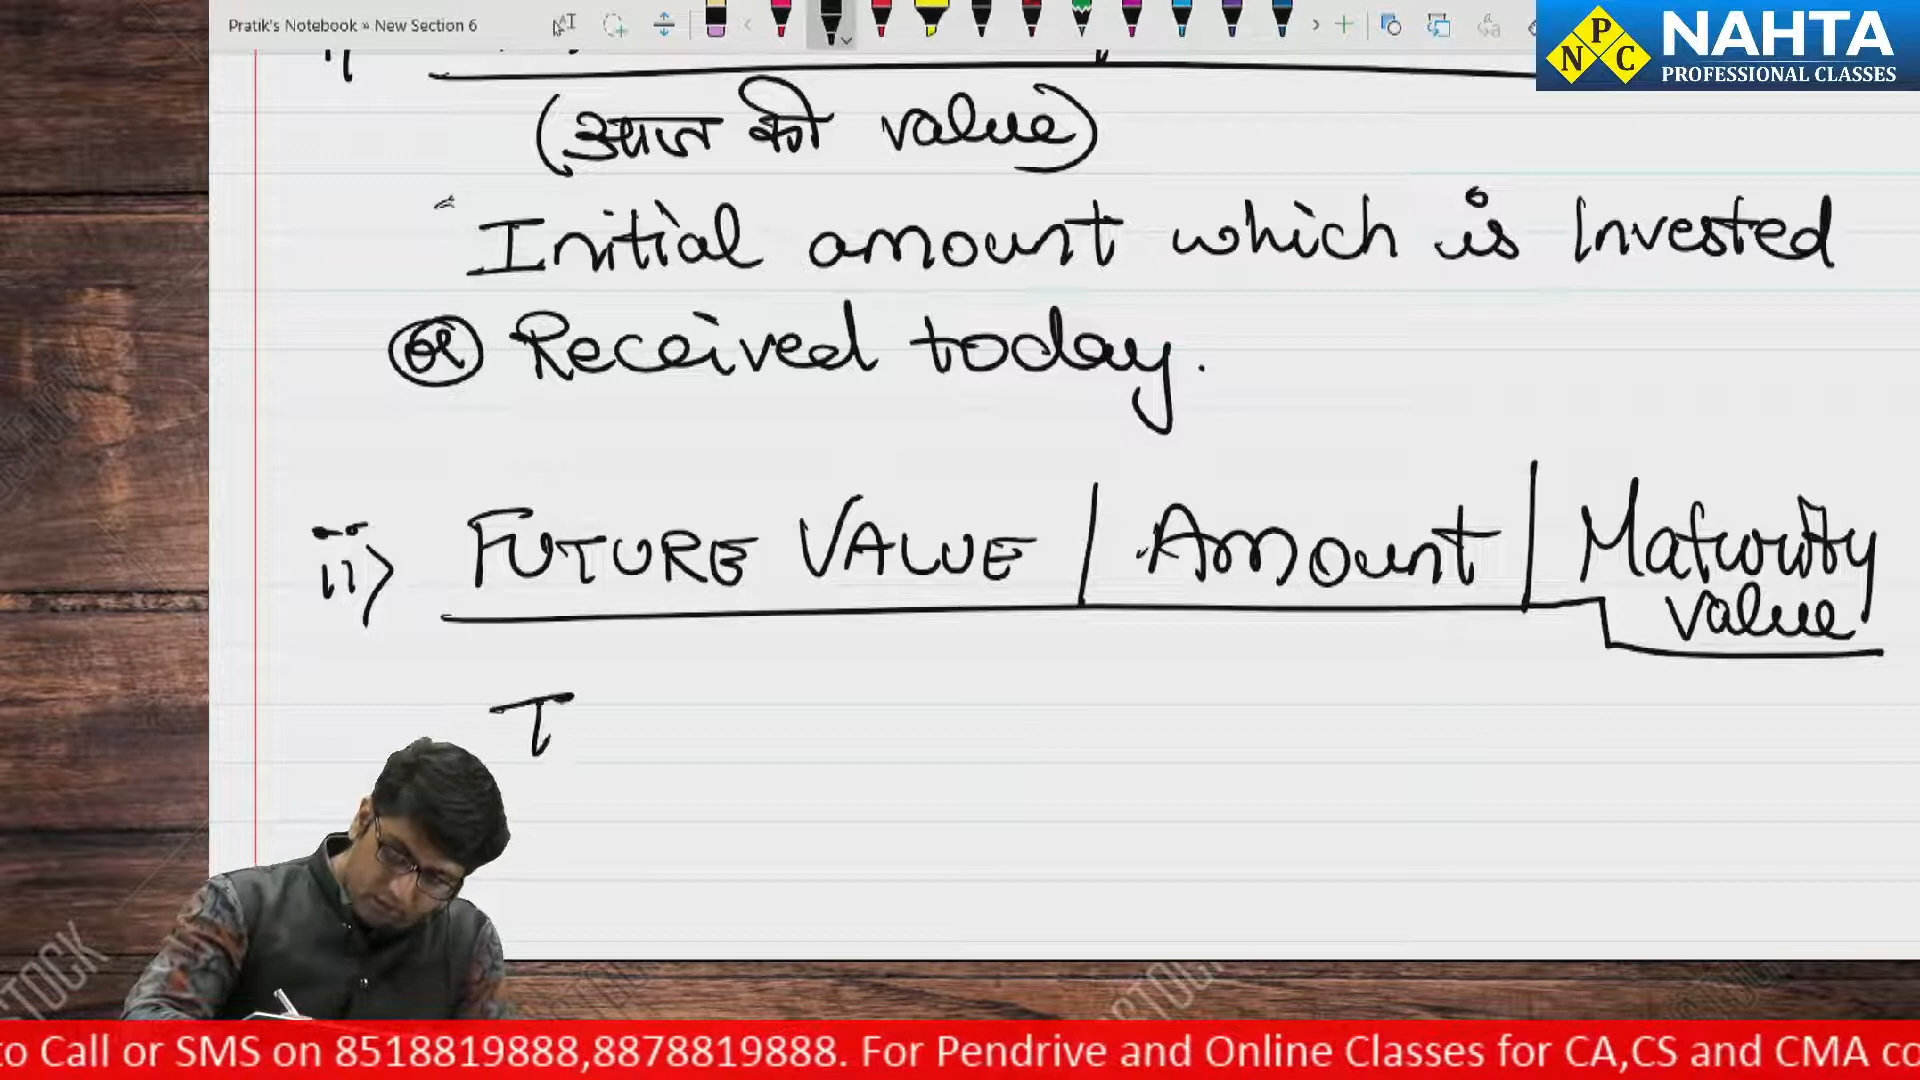 Pratik's Notebook » New Section 6
NPC NAHTA
PROFESSIONAL CLASSES
(आज की value)
Initial amount which is Invested
OR Received today.
ii) FUTURE VALUE | Amount | Maturity
value
T
to Call or SMS on 8518819888,8878819888. For Pendrive and Online Classes for CA,CS and CMA co